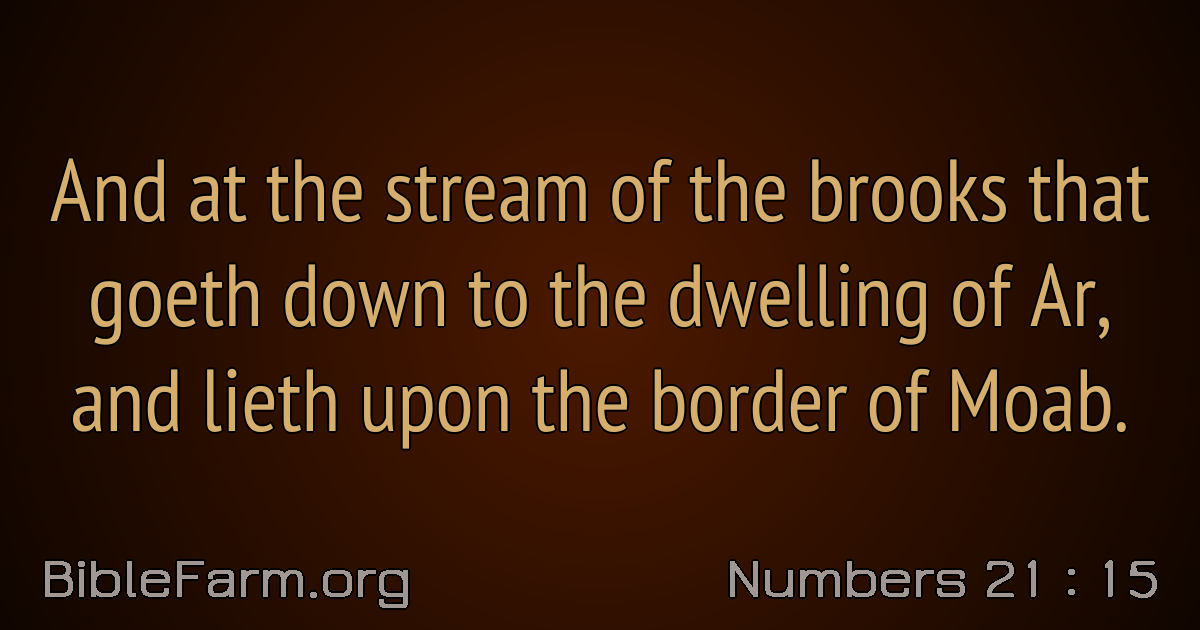 And at the stream of the brooks that
goeth down to the dwelling of Ar,
and lieth upon the border of Moab.
BibleFarm.org
Numbers 21 : 15